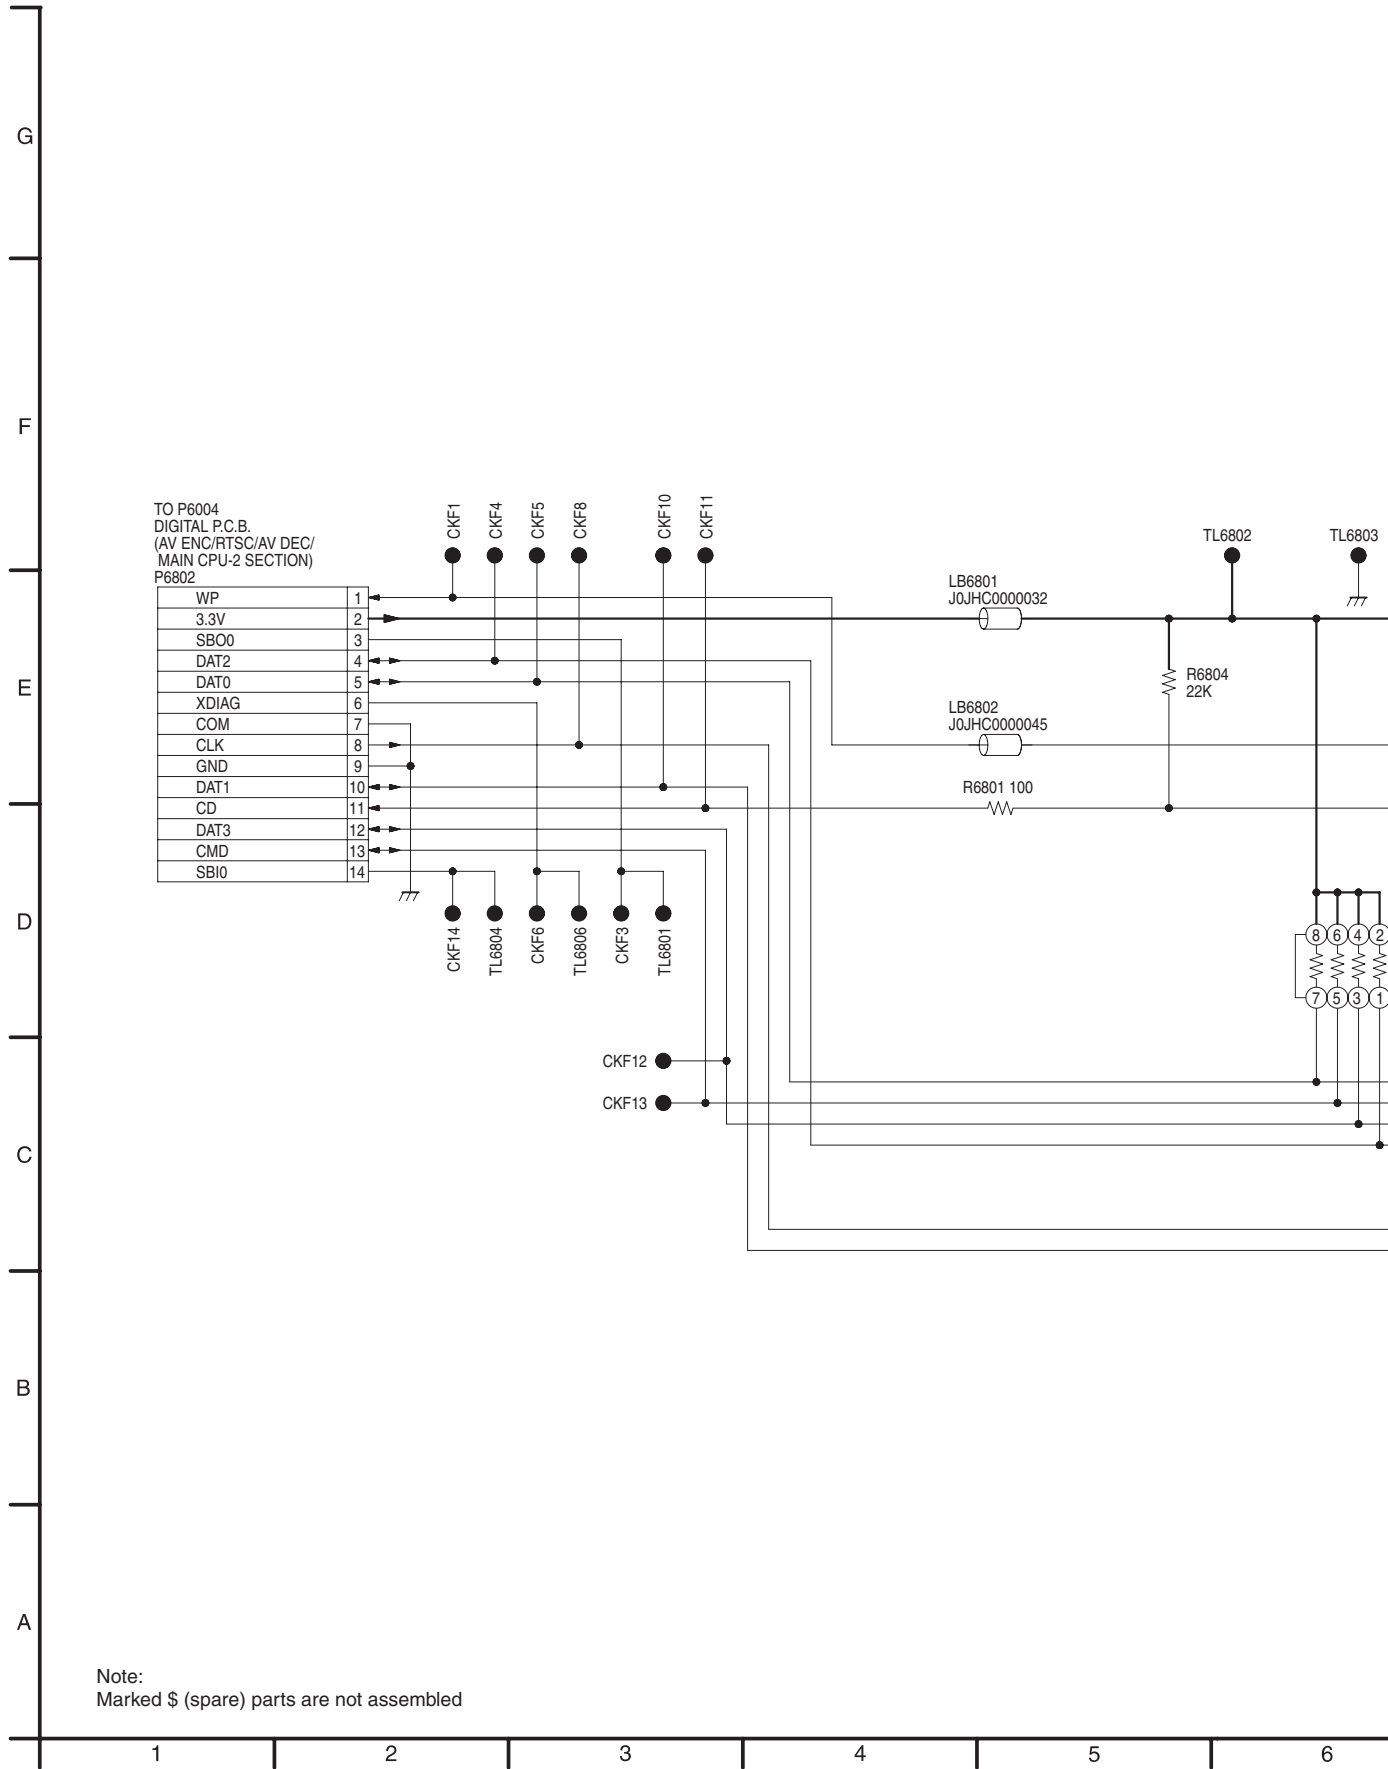 G
F
E
D
C
B
A
TO P6004
DIGITAL P.C.B.
(AV ENC/RTSC/AV DEC/
MAIN CPU-2 SECTION)
P6802
CKF1
CKF4
CKF5
CKF8
CKF10
CKF11
WP 1
3.3V 2
SBO0 3
DAT2 4
DAT0 5
XDIAG 6
COM 7
CLK 8
GND 9
DAT1 10
CD 11
DAT3 12
CMD 13
SBI0 14
CKF14
TL6804
CKF6
TL6806
CKF3
TL6801
CKF12
CKF13
LB6801
J0JHC0000032
LB6802
J0JHC0000045
R6801 100
TL6802
TL6803
R6804
22K
8 6 4 2
7 5 3 1
Note:
Marked $ (spare) parts are not assembled
1 2 3 4 5 6